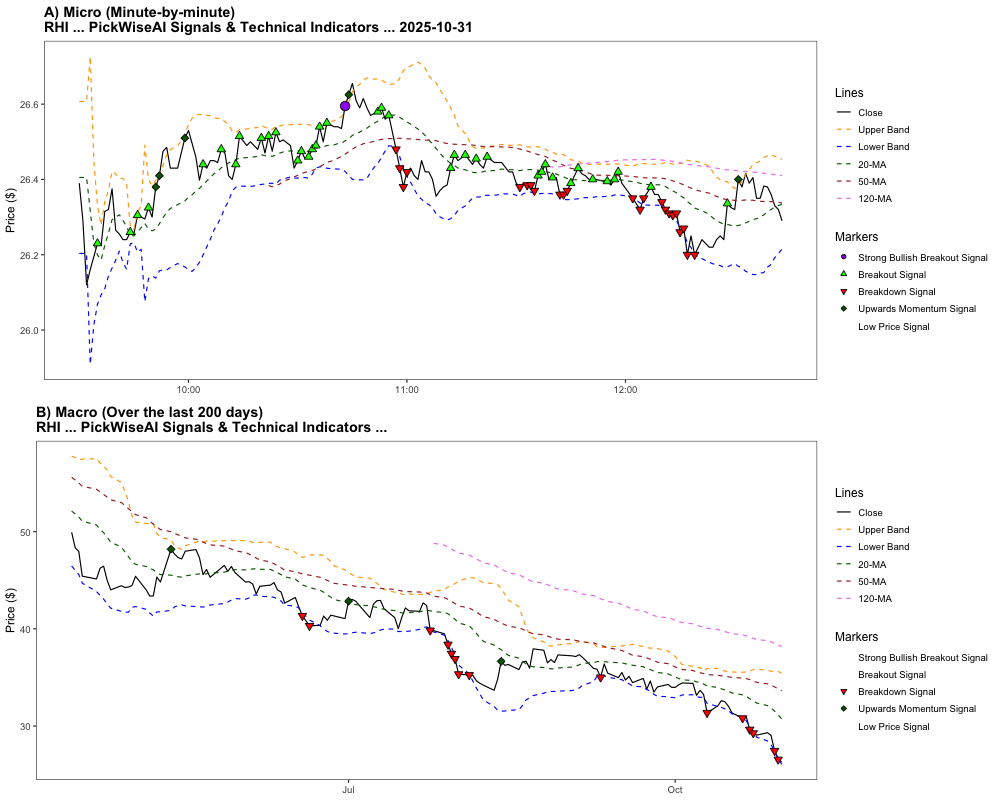 A) Micro (Minute-by-minute)
RHI ... PickWiseAI Signals & Technical Indicators ... 2025-10-31
Price ($)
26.6
26.4
26.2
26.0
10:00
11:00
12:00
Lines
Close
Upper Band
Lower Band
20-MA
50-MA
120-MA
Markers
Strong Bullish Breakout Signal
Breakout Signal
Breakdown Signal
Upwards Momentum Signal
Low Price Signal
B) Macro (Over the last 200 days)
RHI ... PickWiseAI Signals & Technical Indicators ...
Price ($)
50
40
30
Jul
Oct
Lines
Close
Upper Band
Lower Band
20-MA
50-MA
120-MA
Markers
Strong Bullish Breakout Signal
Breakout Signal
Breakdown Signal
Upwards Momentum Signal
Low Price Signal